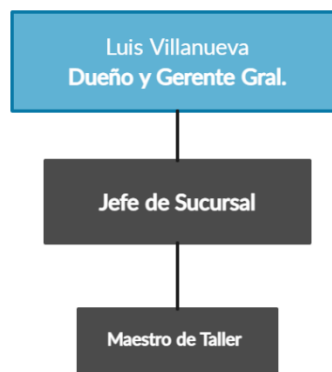 Luis Villanueva
Dueño y Gerente Gral.
Jefe de Sucursal
Maestro de Taller